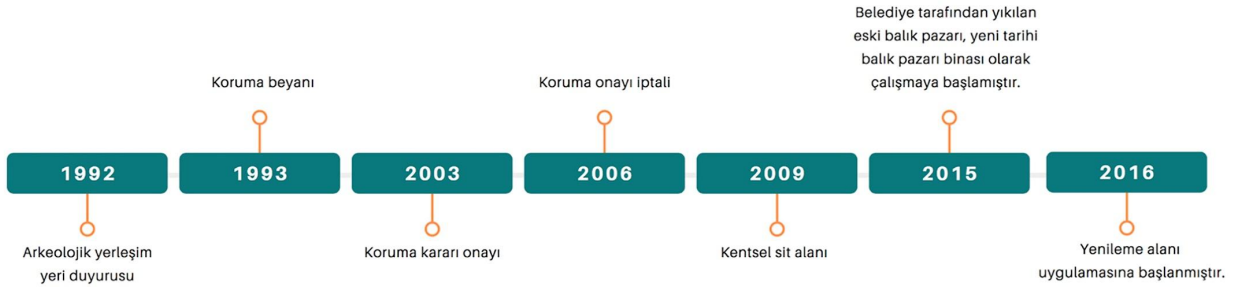 Belediye tarafından yıkılan
eski balık pazarı, yeni tarihi
balık pazarı binası olarak
çalışmaya başlamıştır.
Koruma beyanı
Koruma onayı iptali
1992
1993
2003
2006
2009
2015
2016
Arkeolojik yerleşim
yeri duyurusu
Koruma kararı onayı
Kentsel sit alanı
Yenileme alanı
uygulamasına başlanmıştır.